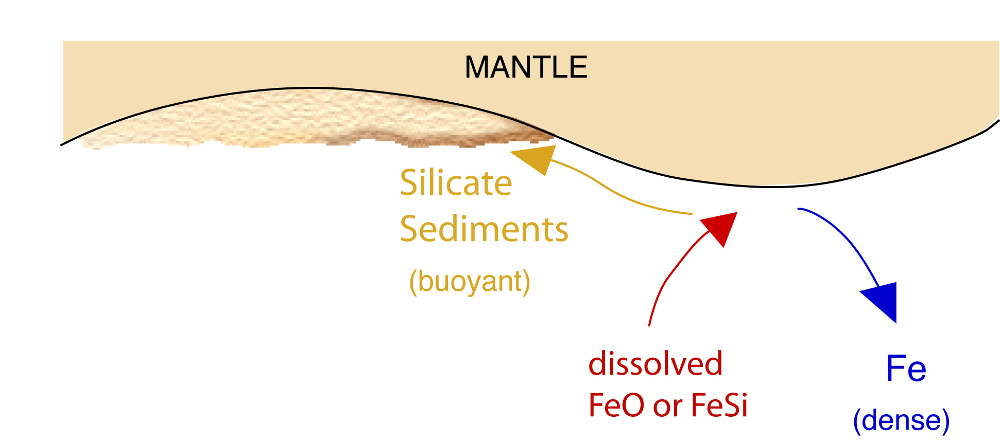 MANTLE
Silicate
Sediments
(buoyant)
dissolved
FeO or FeSi
Fe
(dense)